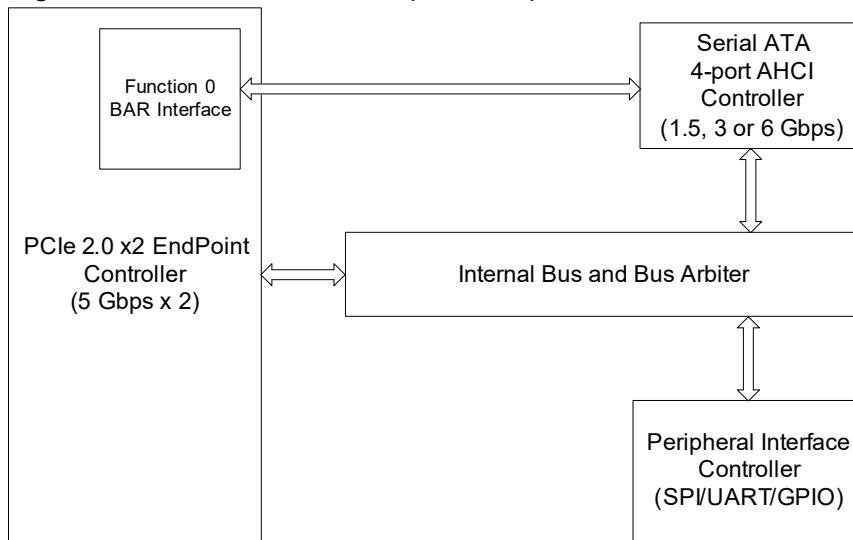 Function 0
BAR Interface
Serial ATA
4-port AHCI
Controller
(1.5, 3 or 6 Gbps)
PCIe 2.0 x2 EndPoint
Controller
(5 Gbps x 2)
Internal Bus and Bus Arbiter
Peripheral Interface
Controller
(SPI/UART/GPIO)